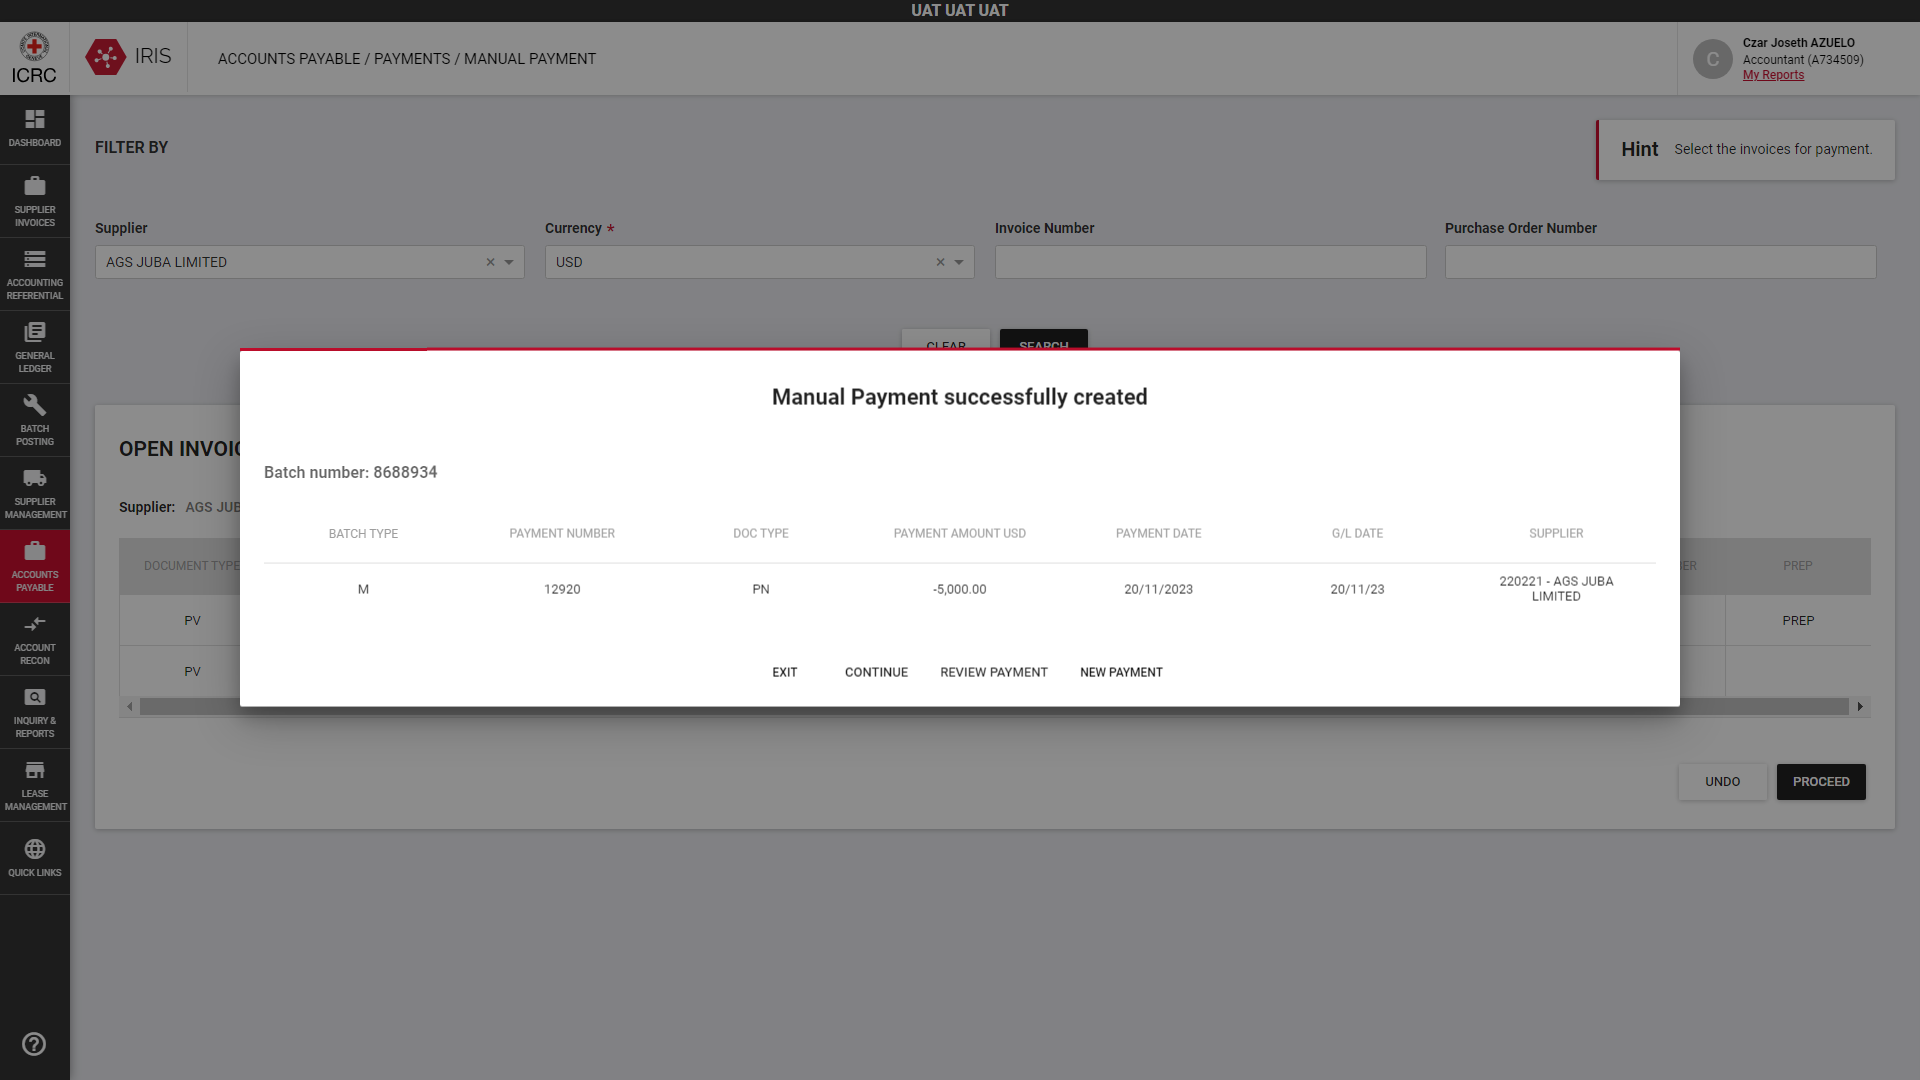 UAT UAT UAT
ICRC
IRIS
ACCOUNTS PAYABLE / PAYMENTS / MANUAL PAYMENT
C
Czar Joseth AZUELO
Accountant (A734509)
My Reports
DASHBOARD
SUPPLIER
INVOICES
ACCOUNTING
REFERENTIAL
GENERAL
LEDGER
BATCH
POSTING
SUPPLIER
MANAGEMENT
ACCOUNTS
PAYABLE
ACCOUNT
RECON
INQUIRY &
REPORTS
LEASE
MANAGEMENT
QUICK LINKS
FILTER BY
Hint Select the invoices for payment.
Supplier Currency * Invoice Number Purchase Order Number
AGS JUBA LIMITED USD
CLEAR SEARCH
OPEN INVOIC
Supplier: AGS JUB
DOCUMENT TYPE ER PREP
PV PREP
PV
Manual Payment successfully created
Batch number: 8688934
BATCH TYPE PAYMENT NUMBER DOC TYPE PAYMENT AMOUNT USD PAYMENT DATE G/L DATE SUPPLIER
M 12920 PN -5,000.00 20/11/2023 20/11/23 220221 - AGS JUBA
LIMITED
EXIT CONTINUE REVIEW PAYMENT NEW PAYMENT
UNDO PROCEED